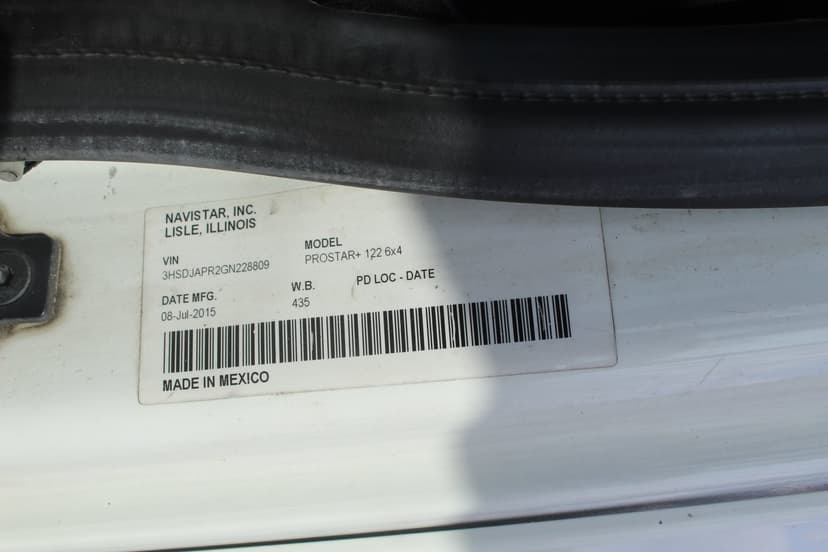 NAVISTAR, INC.
LISLE, ILLINOIS
VIN
3HSDJAPR2GN228809
MODEL
PROSTAR+ 122 6x4
DATE MFG.
08-Jul-2015
W.B.
435
PD LOC - DATE
MADE IN MEXICO